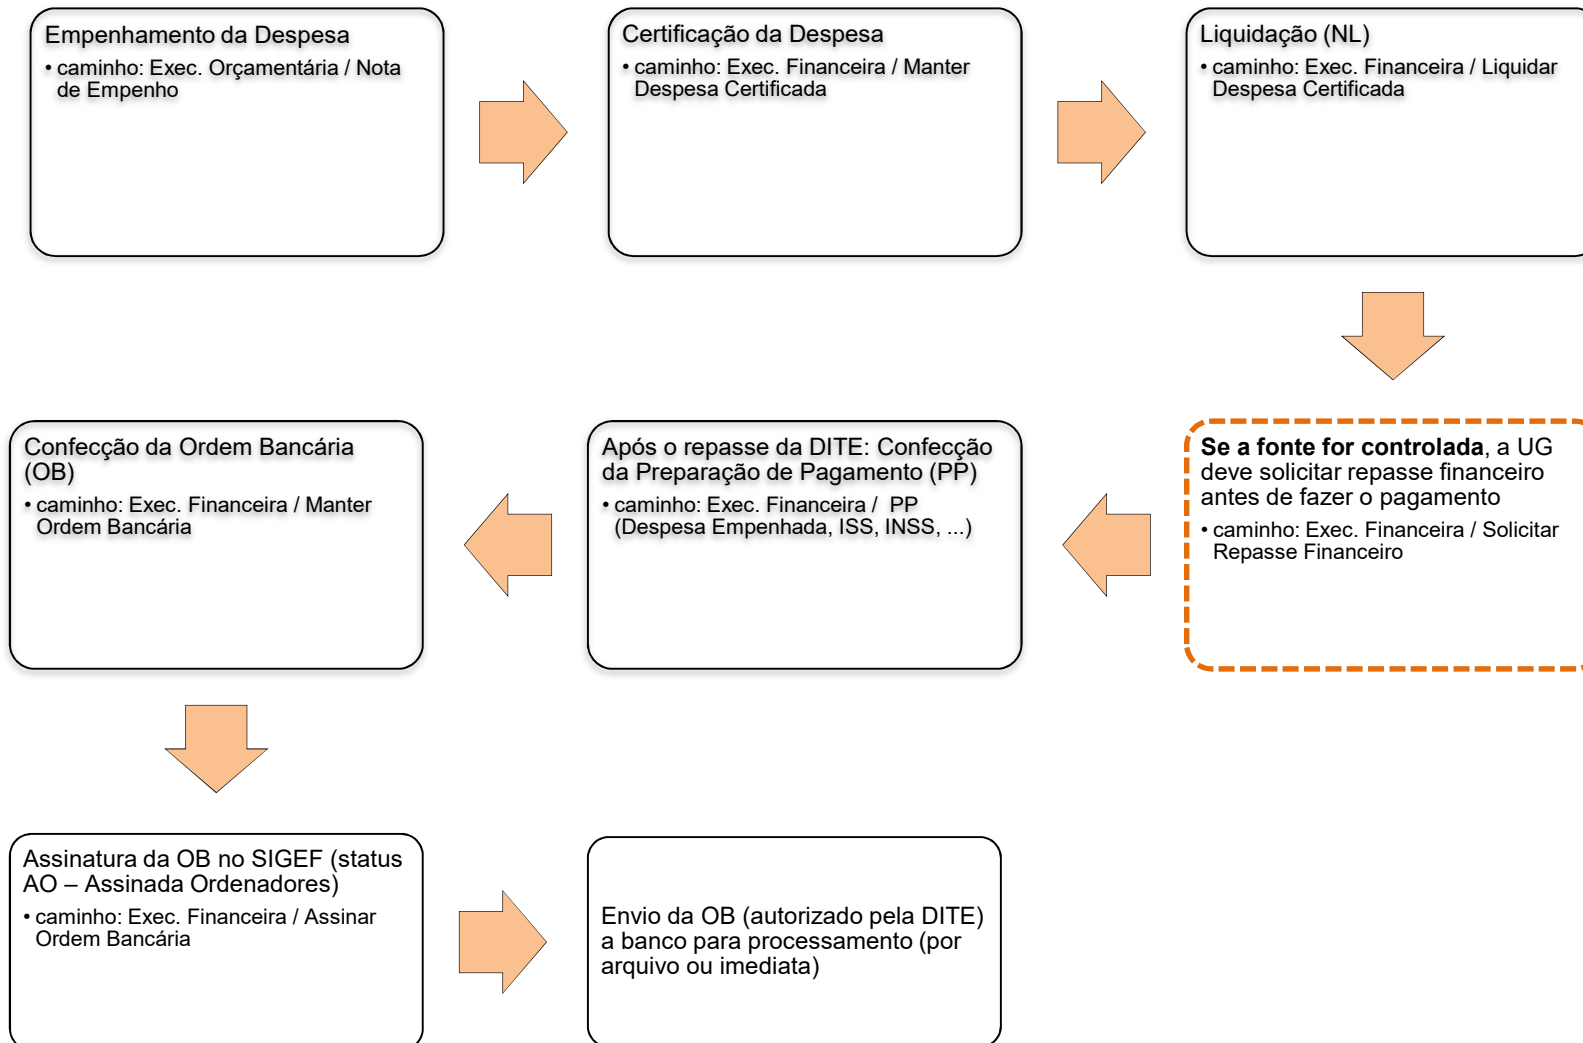 Empenhamento da Despesa
• caminho: Exec. Orçamentária / Nota
de Empenho
Certificação da Despesa
• caminho: Exec. Financeira / Manter
Despesa Certificada
Liquidação (NL)
• caminho: Exec. Financeira / Liquidar
Despesa Certificada
Se a fonte for controlada, a UG
deve solicitar repasse financeiro
antes de fazer o pagamento
• caminho: Exec. Financeira / Solicitar
Repasse Financeiro
Após o repasse da DITE: Confecção
da Preparação de Pagamento (PP)
• caminho: Exec. Financeira / PP
(Despesa Empenhada, ISS, INSS, ...)
Confecção da Ordem Bancária
(OB)
• caminho: Exec. Financeira / Manter
Ordem Bancária
Assinatura da OB no SIGEF (status
AO – Assinada Ordenadores)
• caminho: Exec. Financeira / Assinar
Ordem Bancária
Envio da OB (autorizado pela DITE)
a banco para processamento (por
arquivo ou imediata)